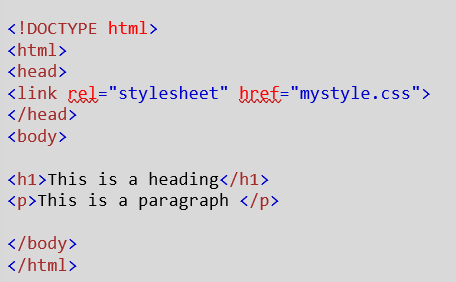 <!DOCTYPE html>
<html>
<head>
<link rel="stylesheet" href="mystyle.css">
</head>
<body>
<h1>This is a heading</h1>
<p>This is a paragraph </p>
</body>
</html>